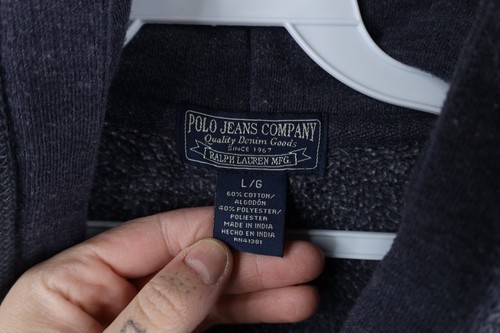 POLO JEANS COMPANY
Quality Denim Goods
SINCE 1967
RALPH LAUREN MFG.
L/G
60% COTTON/
ALGODÓN
40% POLYESTER/
POLIESTER
MADE IN INDIA
HECHO EN INDIA
RN41381